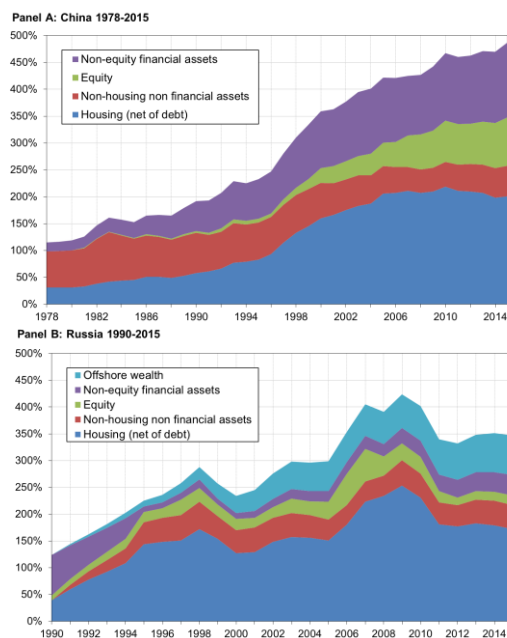 Panel A: China 1978-2015
500%
450%
400%
350%
300%
250%
200%
150%
100%
50%
0%
Non-equity financial assets
Equity
Non-housing non financial assets
Housing (net of debt)
1978 1982 1986 1990 1994 1998 2002 2006 2010 2014
Panel B: Russia 1990-2015
500%
450%
400%
350%
300%
250%
200%
150%
100%
50%
0%
Offshore wealth
Non-equity financial assets
Equity
Non-housing non financial assets
Housing (net of debt)
1990 1992 1994 1996 1998 2000 2002 2004 2006 2008 2010 2012 2014